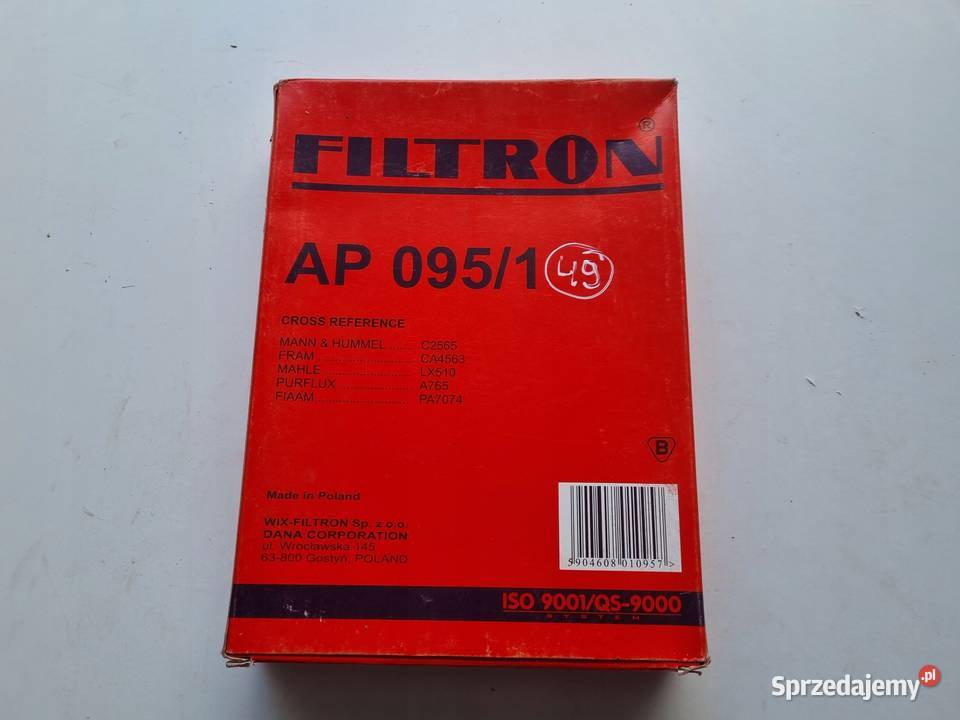 FILTRON®
AP 095/1 49
CROSS REFERENCE
MANN & HUMMEL ...... C2565
FRAM ........................ CA4563
MAHLE ....................... LX510
PURFLUX ................... A765
FIAAM ........................ PA7074
B
Made in Poland
WIX-FILTRON Sp. z o.o.
DANA CORPORATION
ul. Wrocławska 145
63-800 Gostyń, POLAND
5904608 010957 >
ISO 9001/QS-9000
SYSTEM
Sprzedajemy.pl